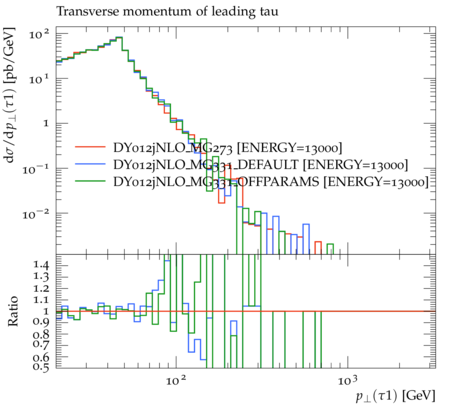 Transverse momentum of leading tau
dσ/dp⊥(τ1) [pb/GeV]
10²
10¹
1
10⁻¹
10⁻²
DY012jNLO_MG273 [ENERGY=13000]
DY012jNLO_MG331_DEFAULT [ENERGY=13000]
DY012jNLO_MG331_OFFPARAMS [ENERGY=13000]
Ratio
1.4
1.3
1.2
1.1
1
0.9
0.8
0.7
0.6
0.5
10² 10³
p⊥(τ1) [GeV]